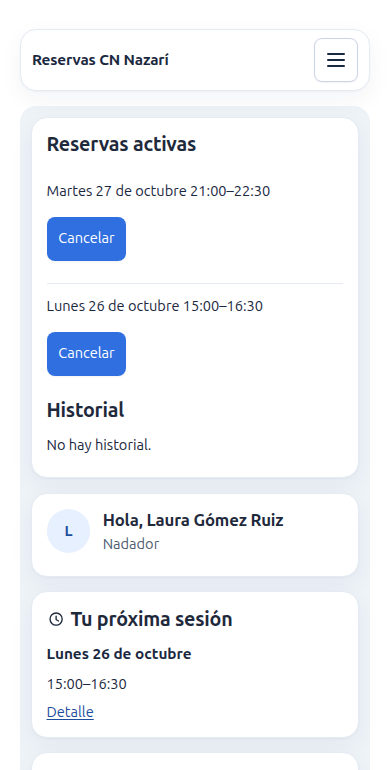 Reservas CN Nazarí
Reservas activas
Martes 27 de octubre 21:00–22:30
Cancelar
Lunes 26 de octubre 15:00–16:30
Cancelar
Historial
No hay historial.
L
Hola, Laura Gómez Ruiz
Nadador
Tu próxima sesión
Lunes 26 de octubre
15:00–16:30
Detalle